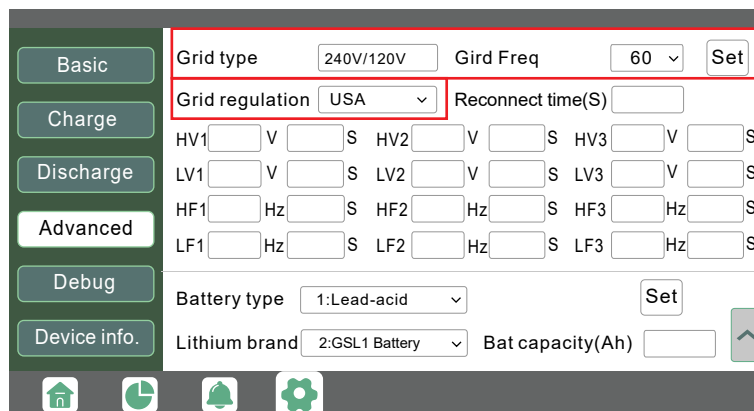 Basic
Charge
Discharge
Advanced
Debug
Device info.
Grid type 240V/120V Gird Freq 60 Set
Grid regulation USA Reconnect time(S)
HV1 V S HV2 V S HV3 V S
LV1 V S LV2 V S LV3 V S
HF1 Hz S HF2 Hz S HF3 Hz S
LF1 Hz S LF2 Hz S LF3 Hz S
Battery type 1:Lead-acid Set
Lithium brand 2:GSL1 Battery Bat capacity(Ah)